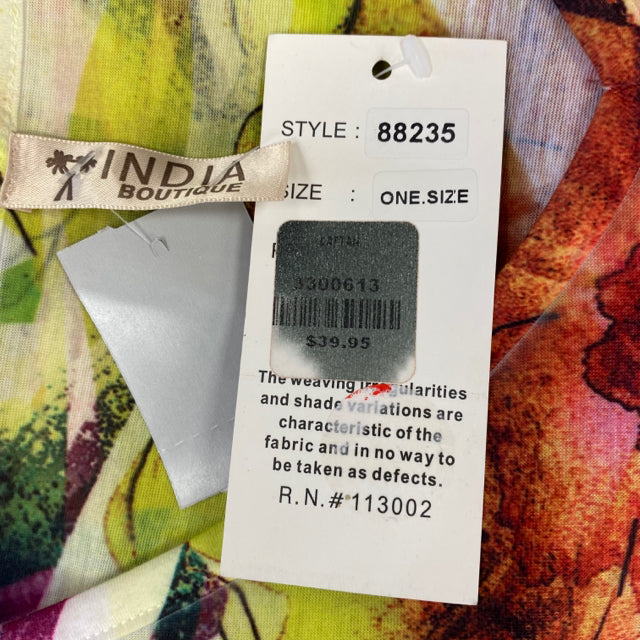 INDIA
BOUTIQUE
STYLE : 88235
SIZE : ONE.SIZE
CAFTAN
3300613
$39.95
The weaving irregularities
and shade variations are
characteristic of the
fabric and in no way to
be taken as defects.
R.N.# 113002